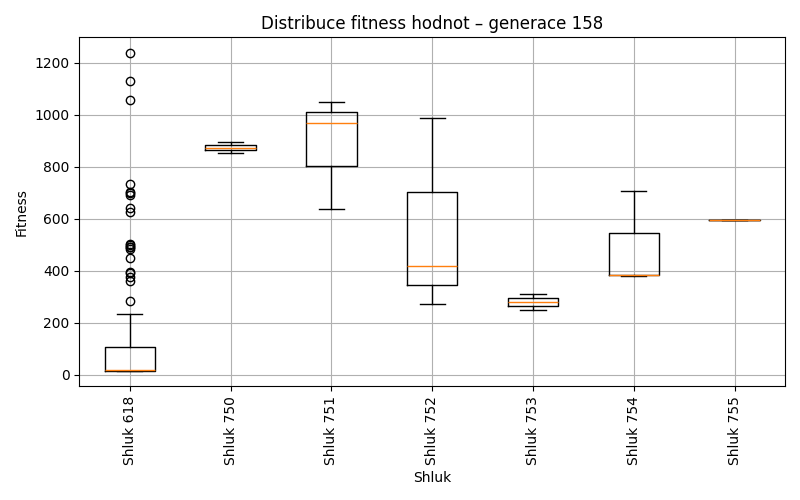 Distribuce fitness hodnot – generace 158
Fitness
1200
1000
800
600
400
200
0
Shluk 618
Shluk 750
Shluk 751
Shluk 752
Shluk 753
Shluk 754
Shluk 755
Shluk